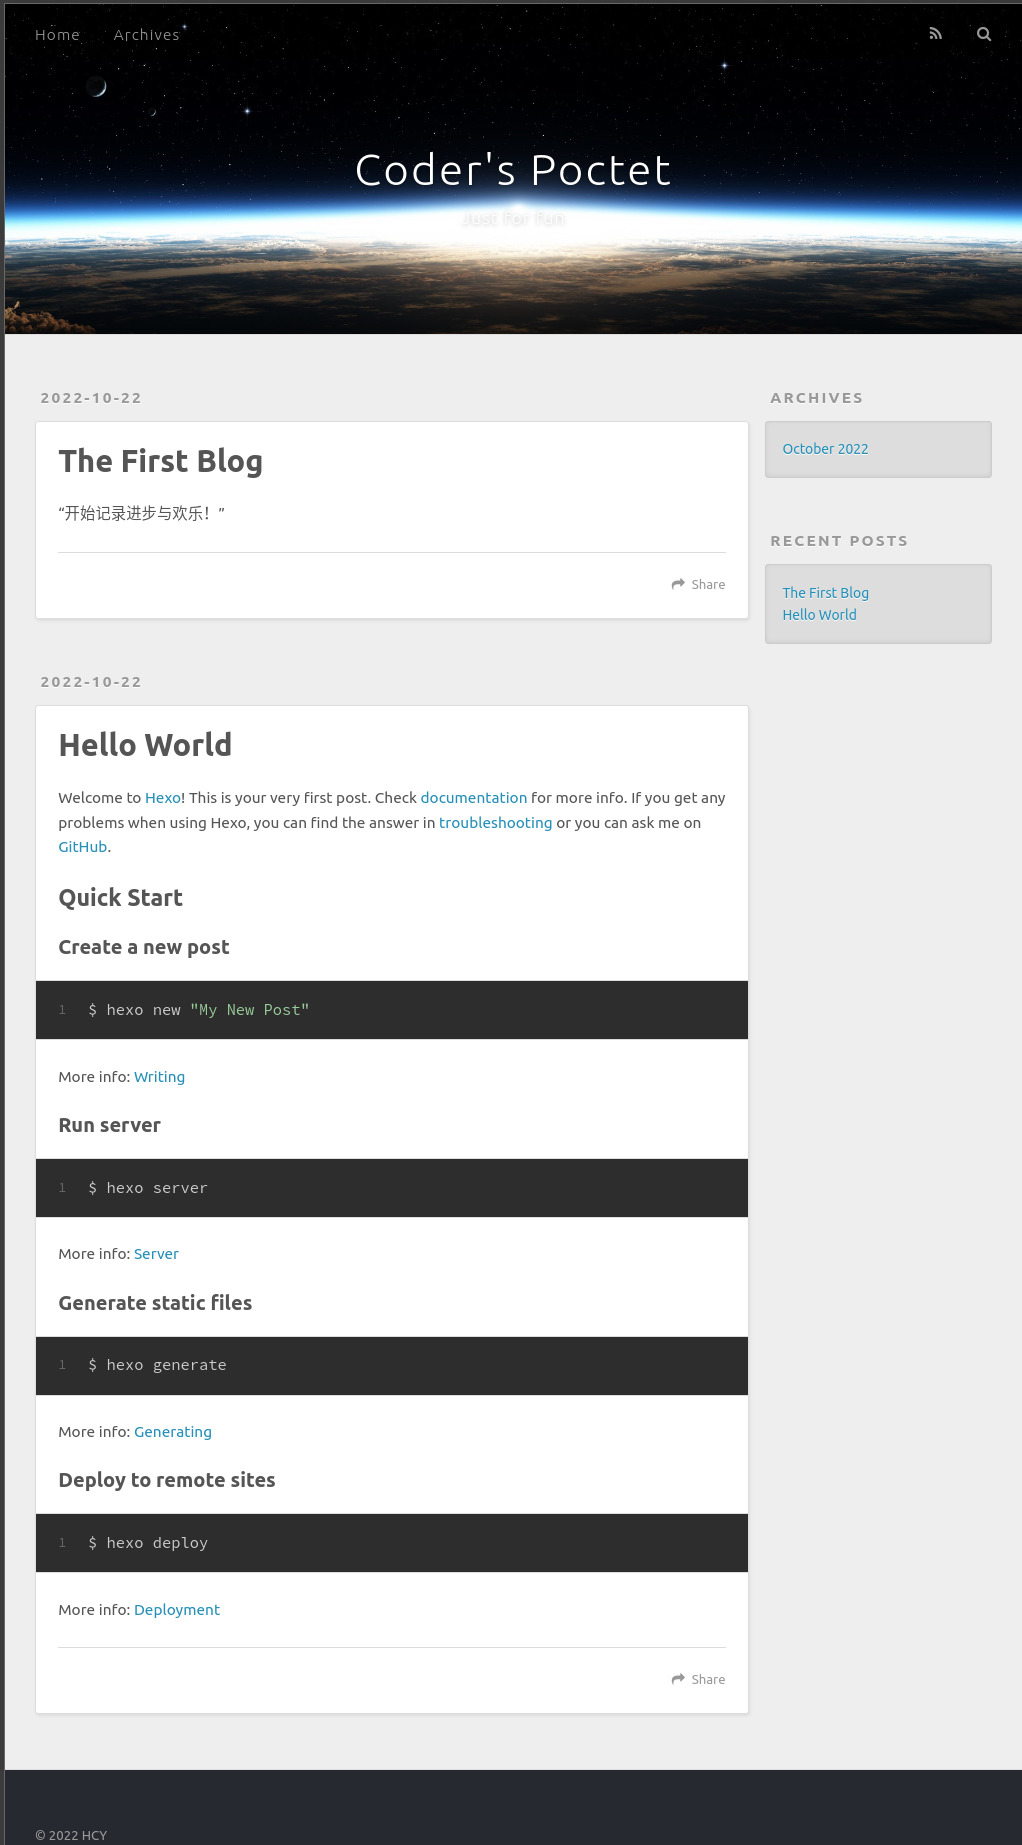 Home Archives
Coder's Poctet
Just for fun
2022-10-22
The First Blog
“开始记录进步与欢乐！”
Share
2022-10-22
Hello World
Welcome to Hexo! This is your very first post. Check documentation for more info. If you get any
problems when using Hexo, you can find the answer in troubleshooting or you can ask me on
GitHub.
Quick Start
Create a new post
1 $ hexo new "My New Post"
More info: Writing
Run server
1 $ hexo server
More info: Server
Generate static files
1 $ hexo generate
More info: Generating
Deploy to remote sites
1 $ hexo deploy
More info: Deployment
Share
ARCHIVES
October 2022
RECENT POSTS
The First Blog
Hello World
© 2022 HCY